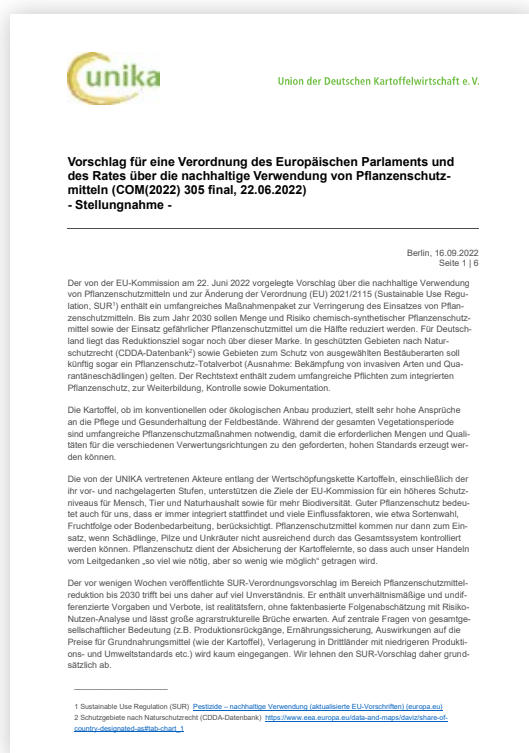 unika
Union der Deutschen Kartoffelwirtschaft e. V.
Vorschlag für eine Verordnung des Europäischen Parlaments und
des Rates über die nachhaltige Verwendung von Pflanzenschutz-
mitteln (COM(2022) 305 final, 22.06.2022)
- Stellungnahme -
Berlin, 16.09.2022
Seite 1 | 6
Der von der EU-Kommission am 22. Juni 2022 vorgelegte Vorschlag über die nachhaltige Verwendung
von Pflanzenschutzmitteln und zur Änderung der Verordnung (EU) 2021/2115 (Sustainable Use Regu-
lation, SUR¹) enthält ein umfangreiches Maßnahmenpaket zur Verringerung des Einsatzes von Pflan-
zenschutzmitteln. Bis zum Jahr 2030 sollen Menge und Risiko chemisch-synthetischer Pflanzenschutz-
mittel sowie der Einsatz gefährlicher Pflanzenschutzmittel um die Hälfte reduziert werden. Für Deutsch-
land liegt das Reduktionsziel sogar noch über dieser Marke. In geschützten Gebieten nach Natur-
schutzrecht (CDDA-Datenbank²) sowie Gebieten zum Schutz von ausgewählten Bestäuberarten soll
künftig sogar ein Pflanzenschutz-Totalverbot (Ausnahme: Bekämpfung von invasiven Arten und Qua-
rantäneschädlingen) gelten. Der Rechtstext enthält zudem umfangreiche Pflichten zum integrierten
Pflanzenschutz, zur Weiterbildung, Kontrolle sowie Dokumentation.
Die Kartoffel, ob im konventionellen oder ökologischen Anbau produziert, stellt sehr hohe Ansprüche
an die Pflege und Gesunderhaltung der Feldbestände. Während der gesamten Vegetationsperiode
sind umfangreiche Pflanzenschutzmaßnahmen notwendig, damit die erforderlichen Mengen und Quali-
täten für die verschiedenen Verwertungsrichtungen zu den geforderten, hohen Standards erzeugt wer-
den können.
Die von der UNIKA vertretenen Akteure entlang der Wertschöpfungskette Kartoffeln, einschließlich der
ihr vor- und nachgelagerten Stufen, unterstützen die Ziele der EU-Kommission für ein höheres Schutz-
niveaus für Mensch, Tier und Naturhaushalt sowie für mehr Biodiversität. Guter Pflanzenschutz bedeu-
tet auch für uns, dass er immer integriert stattfindet und viele Einflussfaktoren, wie etwa Sortenwahl,
Fruchtfolge oder Bodenbedarbeitung, berücksichtigt. Pflanzenschutzmittel kommen nur dann zum Ein-
satz, wenn Schädlinge, Pilze und Unkräuter nicht ausreichend durch das Gesamtssystem kontrolliert
werden können. Pflanzenschutz dient der Absicherung der Kartoffelernte, so dass auch unser Handeln
vom Leitgedanken „so viel wie nötig, aber so wenig wie möglich“ getragen wird.
Der vor wenigen Wochen veröffentlichte SUR-Verordnungsvorschlag im Bereich Pflanzenschutzmittel-
reduktion bis 2030 trifft bei uns daher auf viel Unverständnis. Er enthält unverhältnismäßige und undif-
ferenzierte Vorgaben und Verbote, ist realitätsfern, ohne faktenbasierte Folgenabschätzung mit Risiko-
Nutzen-Analyse und lässt große agrarstrukturelle Brüche erwarten. Auf zentrale Fragen von gesamtge-
sellschaftlicher Bedeutung (z.B. Produktionsrückgänge, Ernährungssicherung, Auswirkungen auf die
Preise für Grundnahrungsmittel (wie der Kartoffel), Verlagerung in Drittländer mit niedrigeren Produkti-
ons- und Umweltstandards etc.) wird kaum eingegangen. Wir lehnen den SUR-Vorschlag daher grund-
sätzlich ab.
1 Sustainable Use Regulation (SUR) Pestizide – nachhaltige Verwendung (aktualisierte EU-Vorschriften) (europa.eu)
2 Schutzgebiete nach Naturschutzrecht (CDDA-Datenbank) https://www.eea.europa.eu/data-and-maps/daviz/share-of-
country-designated-as#tab-chart_1